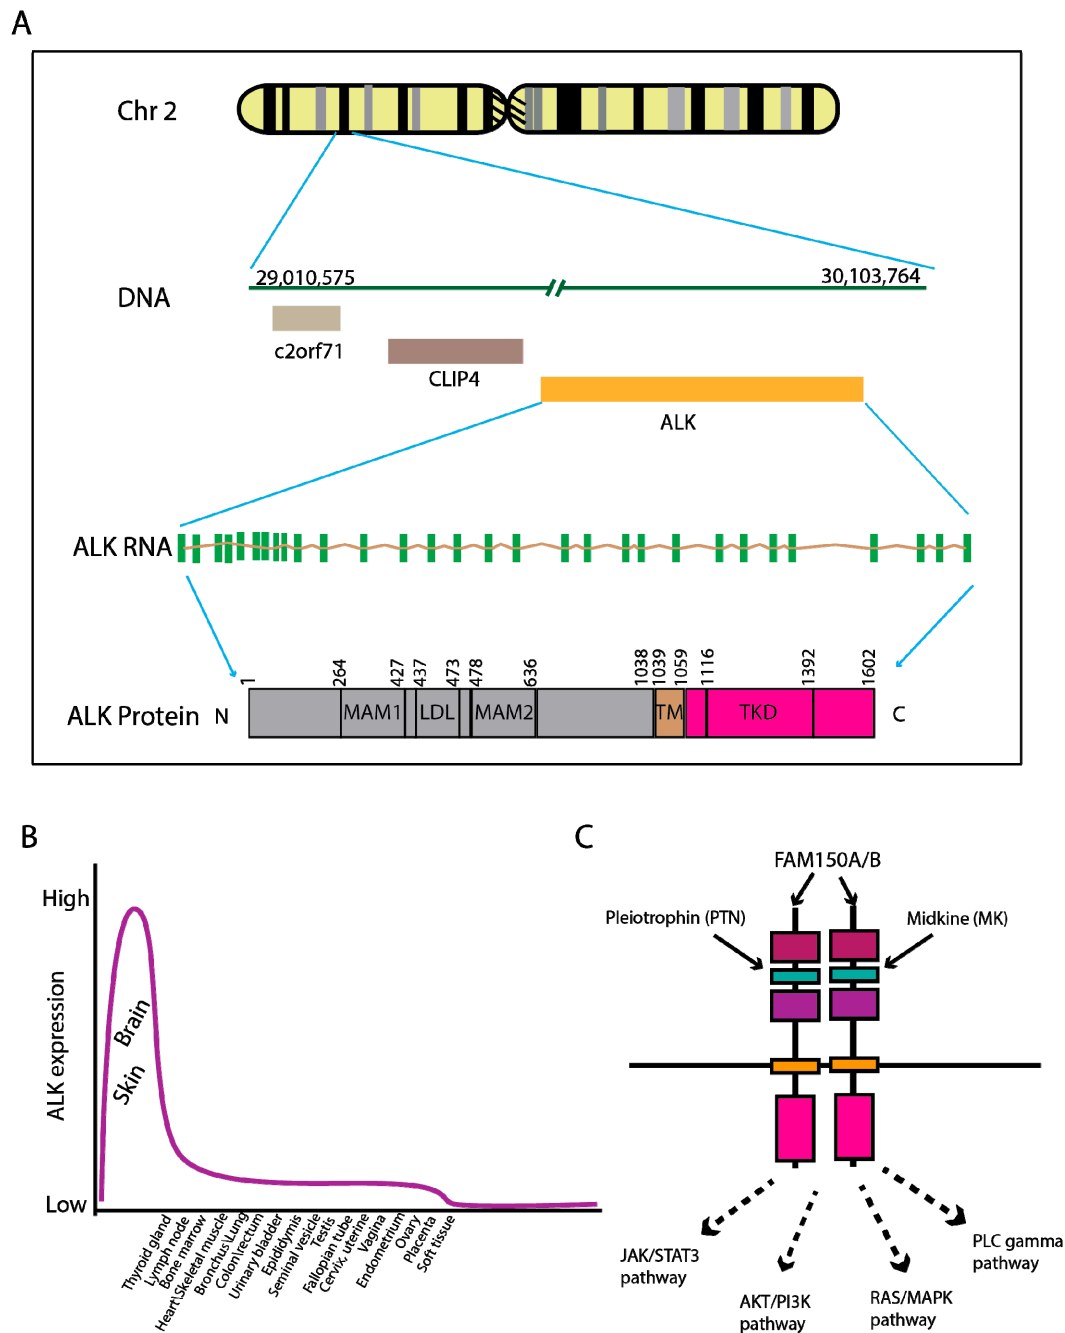 A
Chr 2
29,010,575
30,103,764
DNA
c2orf71
CLIP4
ALK
ALK RNA
1
264
427
437
473
478
636
1038
1039
1059
1116
1392
1602
ALK Protein N
MAM1
LDL
MAM2
TM
TKD
C
B
High
ALK expression
Brain
Skin
Low
Thyroid gland
Lymph node
Bone marrow
Heart\Skeletal muscle
Bronchus\Lung
Colon\rectum
Urinary bladder
Epididymis
Seminal vesicle
Testis
Fallopian tube
Cervix, uterine
Vagina
Endometrium
Ovary
Placenta
Soft tissue
C
FAM150A/B
Pleiotrophin (PTN)
Midkine (MK)
JAK/STAT3
pathway
AKT/PI3K
pathway
RAS/MAPK
pathway
PLC gamma
pathway